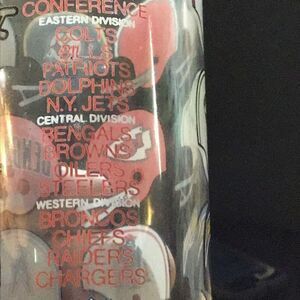 CONFERENCE
EASTERN DIVISION
COLTS
BILLS
PATRIOTS
DOLPHINS
N.Y. JETS
CENTRAL DIVISION
BENGALS
BROWNS
OILERS
STEELERS
WESTERN DIVISION
BRONCOS
CHIEFS
RAIDERS
CHARGERS